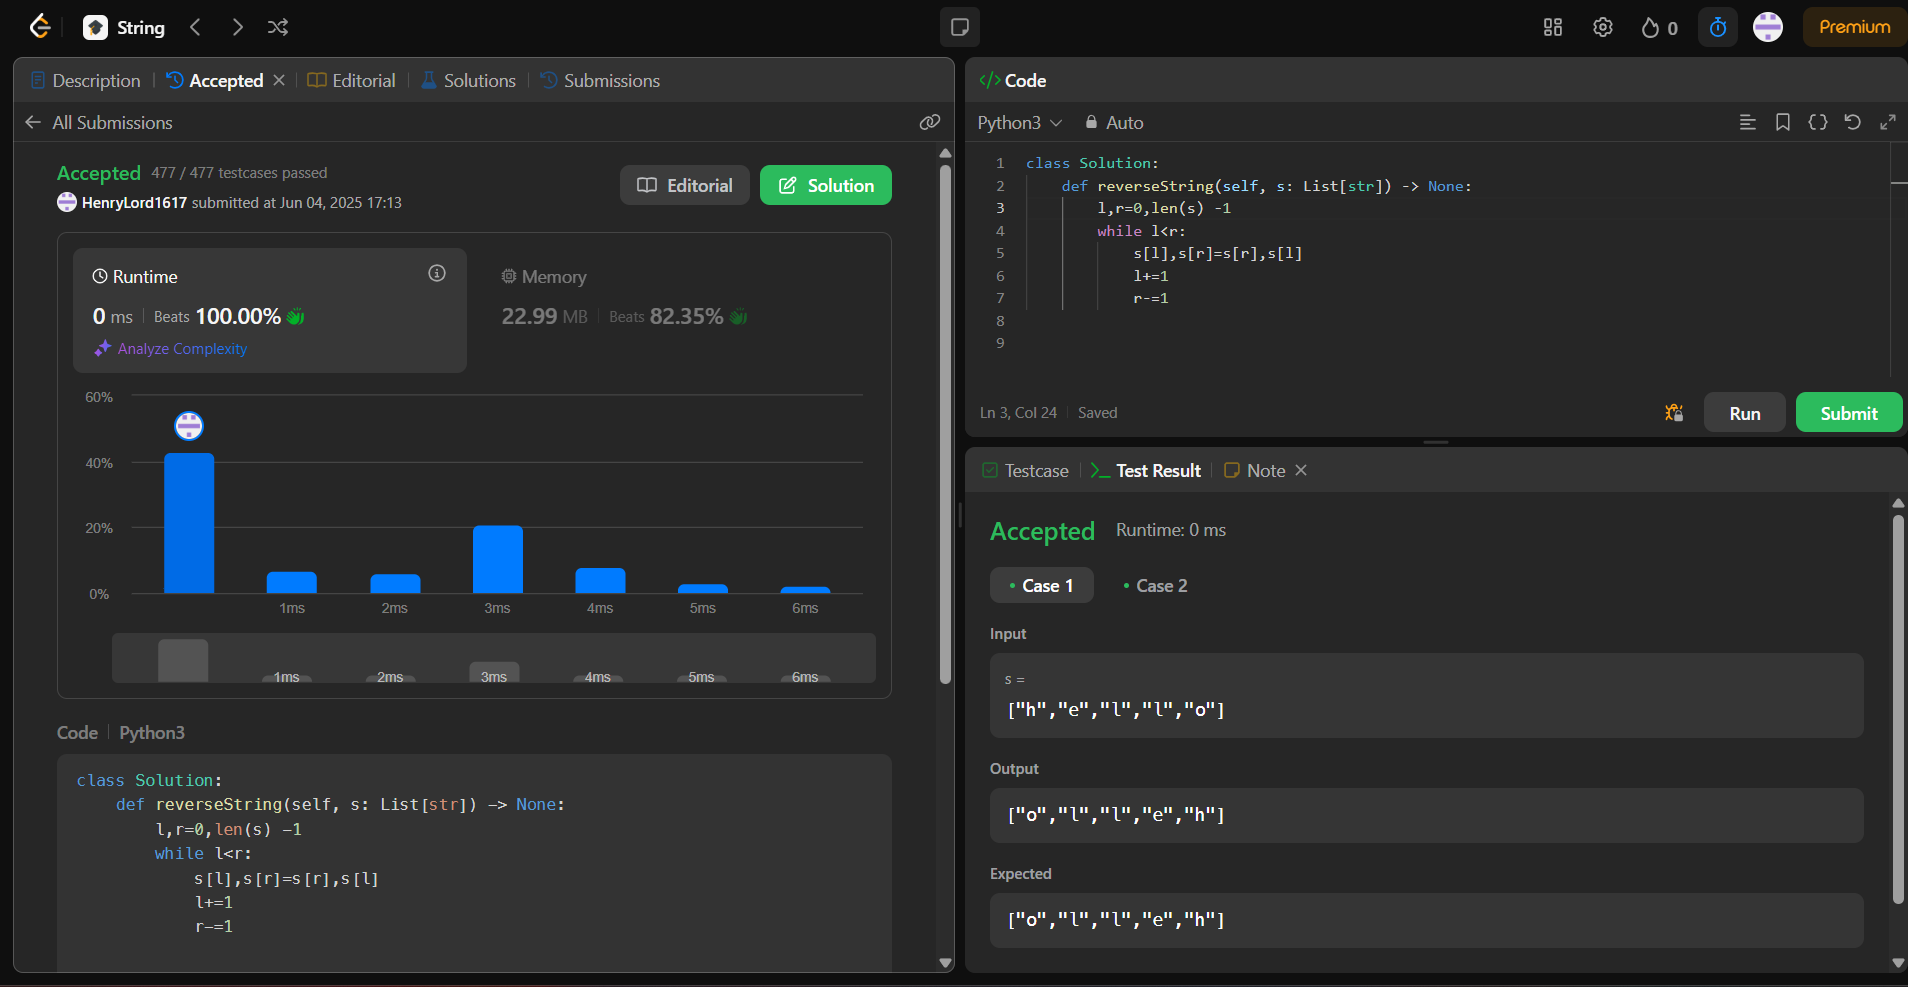 String
0
Premium
Description
Accepted
Editorial
Solutions
Submissions
All Submissions
Accepted 477 / 477 testcases passed
HenryLord1617 submitted at Jun 04, 2025 17:13
Editorial
Solution
Runtime
0 ms
Beats 100.00%
Analyze Complexity
Memory
22.99 MB
Beats 82.35%
60%
40%
20%
0%
1ms 2ms 3ms 4ms 5ms 6ms
1ms 2ms 3ms 4ms 5ms 6ms
Code
Python3
class Solution:
    def reverseString(self, s: List[str]) -> None:
        l,r=0,len(s) -1
        while l<r:
            s[l],s[r]=s[r],s[l]
            l+=1
            r-=1
</> Code
Python3
Auto
1 class Solution:
2     def reverseString(self, s: List[str]) -> None:
3         l,r=0,len(s) -1
4         while l<r:
5             s[l],s[r]=s[r],s[l]
6             l+=1
7             r-=1
8
9
Ln 3, Col 24
Saved
Run
Submit
Testcase
Test Result
Note
Accepted Runtime: 0 ms
Case 1
Case 2
Input
s =
["h","e","l","l","o"]
Output
["o","l","l","e","h"]
Expected
["o","l","l","e","h"]